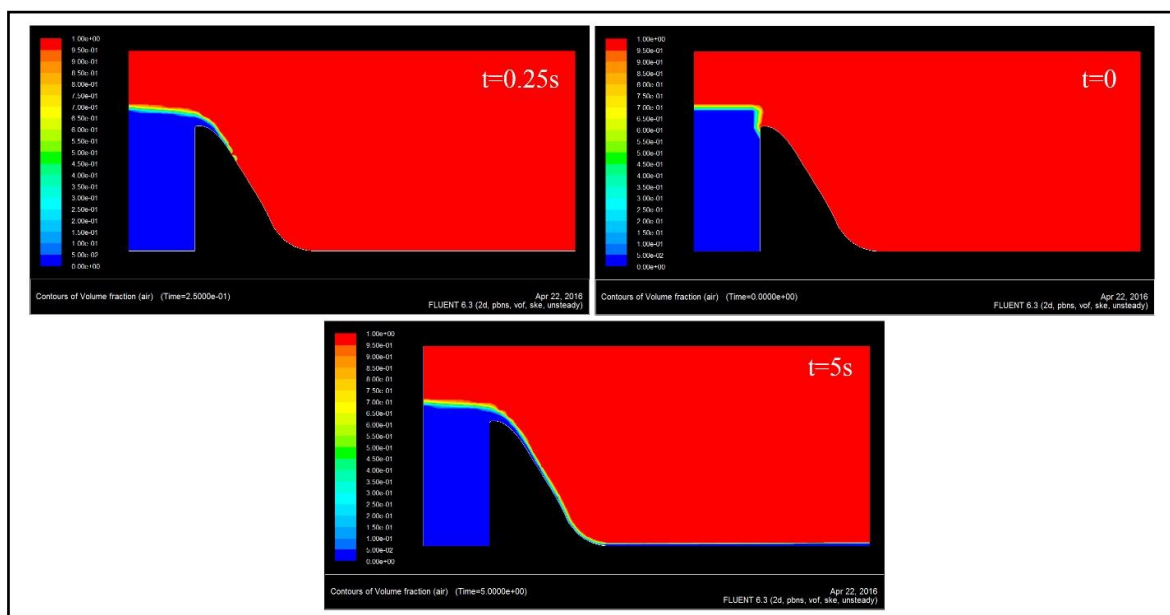 1.00e+00
9.50e-01
9.00e-01
8.50e-01
8.00e-01
7.50e-01
7.00e-01
6.50e-01
6.00e-01
5.50e-01
5.00e-01
4.50e-01
4.00e-01
3.50e-01
3.00e-01
2.50e-01
2.00e-01
1.50e-01
1.00e-01
5.00e-02
0.00e+00
t=0.25s
Contours of Volume fraction (air) (Time=2.5000e-01)
Apr 22, 2016
FLUENT 6.3 (2d, pbns, vof, ske, unsteady)
1.00e+00
9.50e-01
9.00e-01
8.50e-01
8.00e-01
7.50e-01
7.00e-01
6.50e-01
6.00e-01
5.50e-01
5.00e-01
4.50e-01
4.00e-01
3.50e-01
3.00e-01
2.50e-01
2.00e-01
1.50e-01
1.00e-01
5.00e-02
0.00e+00
t=0
Contours of Volume fraction (air) (Time=0.0000e+00)
Apr 22, 2016
FLUENT 6.3 (2d, pbns, vof, ske, unsteady)
1.00e+00
9.50e-01
9.00e-01
8.50e-01
8.00e-01
7.50e-01
7.00e-01
6.50e-01
6.00e-01
5.50e-01
5.00e-01
4.50e-01
4.00e-01
3.50e-01
3.00e-01
2.50e-01
2.00e-01
1.50e-01
1.00e-01
5.00e-02
0.00e+00
t=5s
Contours of Volume fraction (air) (Time=5.0000e+00)
Apr 22, 2016
FLUENT 6.3 (2d, pbns, vof, ske, unsteady)